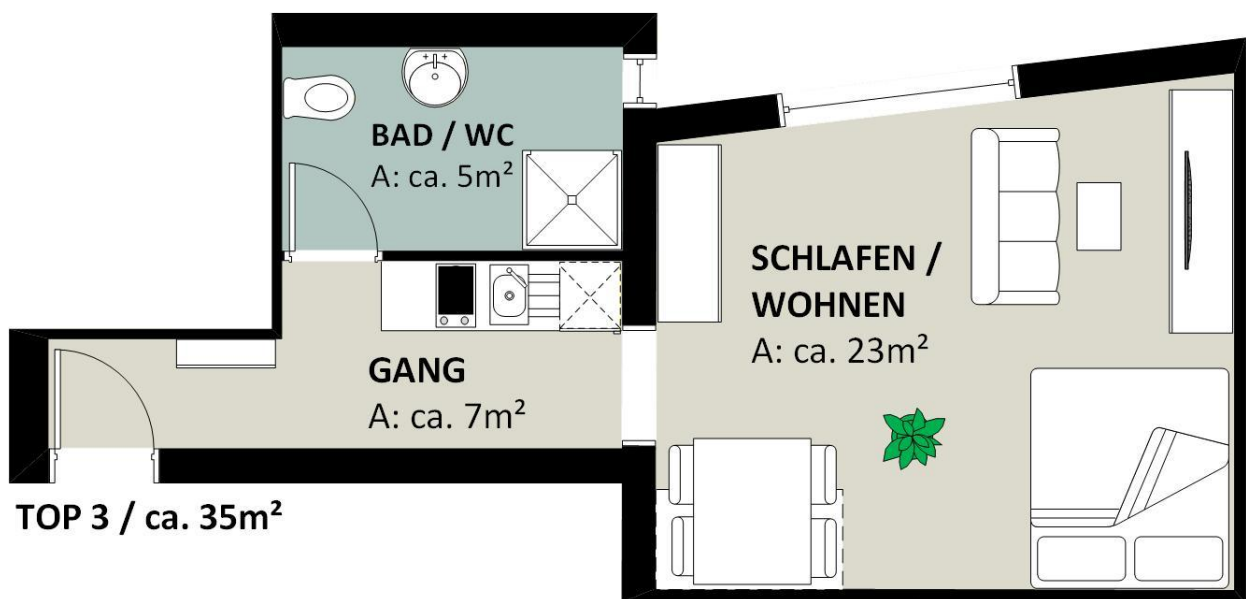 BAD / WC
A: ca. 5m²
SCHLAFEN /
WOHNEN
A: ca. 23m²
GANG
A: ca. 7m²
TOP 3 / ca. 35m²